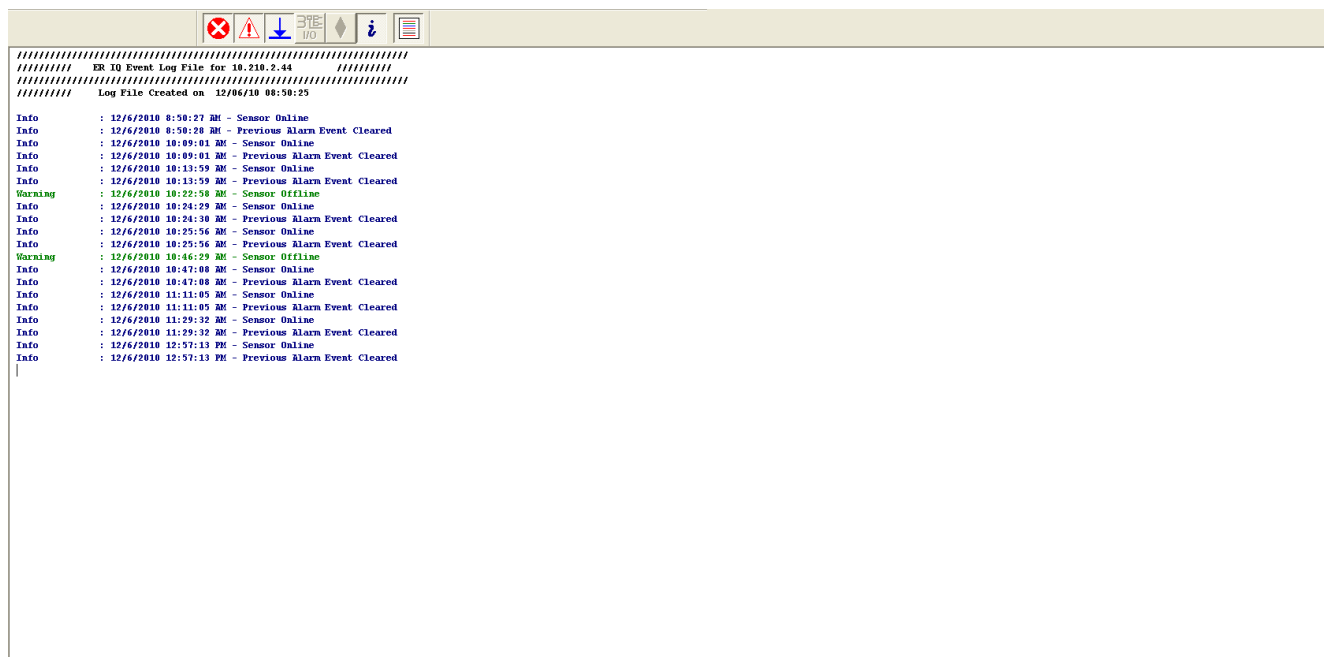 I/O
i
///////////////////////////////////////////////////////////////////////
////////// ER IQ Event Log File for 10.210.2.44 //////////
///////////////////////////////////////////////////////////////////////
////////// Log File Created on 12/06/10 08:50:25
Info : 12/6/2010 8:50:27 AM - Sensor Online
Info : 12/6/2010 8:50:28 AM - Previous Alarm Event Cleared
Info : 12/6/2010 10:09:01 AM - Sensor Online
Info : 12/6/2010 10:09:01 AM - Previous Alarm Event Cleared
Info : 12/6/2010 10:13:59 AM - Sensor Online
Info : 12/6/2010 10:13:59 AM - Previous Alarm Event Cleared
Warning : 12/6/2010 10:22:58 AM - Sensor Offline
Info : 12/6/2010 10:24:29 AM - Sensor Online
Info : 12/6/2010 10:24:30 AM - Previous Alarm Event Cleared
Info : 12/6/2010 10:25:56 AM - Sensor Online
Info : 12/6/2010 10:25:56 AM - Previous Alarm Event Cleared
Warning : 12/6/2010 10:46:29 AM - Sensor Offline
Info : 12/6/2010 10:47:08 AM - Sensor Online
Info : 12/6/2010 10:47:08 AM - Previous Alarm Event Cleared
Info : 12/6/2010 11:11:05 AM - Sensor Online
Info : 12/6/2010 11:11:05 AM - Previous Alarm Event Cleared
Info : 12/6/2010 11:29:32 AM - Sensor Online
Info : 12/6/2010 11:29:32 AM - Previous Alarm Event Cleared
Info : 12/6/2010 12:57:13 PM - Sensor Online
Info : 12/6/2010 12:57:13 PM - Previous Alarm Event Cleared